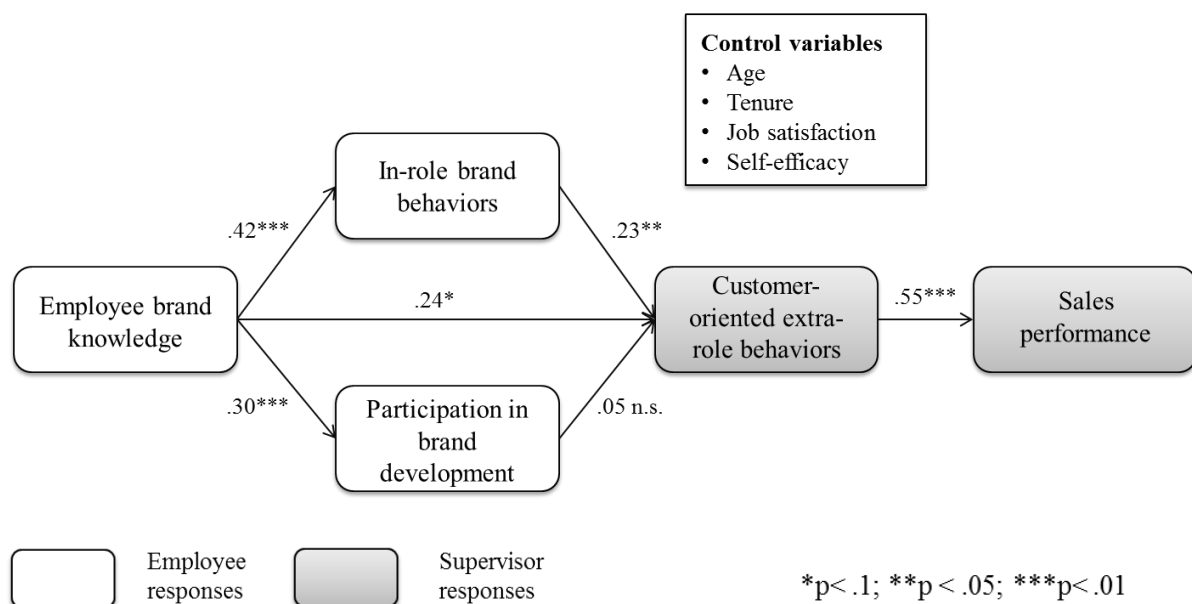 Control variables
• Age
• Tenure
• Job satisfaction
• Self-efficacy
In-role brand
behaviors
.42***
.23**
Employee brand
knowledge
.24*
Customer-
oriented extra-
role behaviors
.55***
Sales
performance
.30***
Participation in
brand
development
.05 n.s.
Employee
responses
Supervisor
responses
*p< .1; **p < .05; ***p< .01